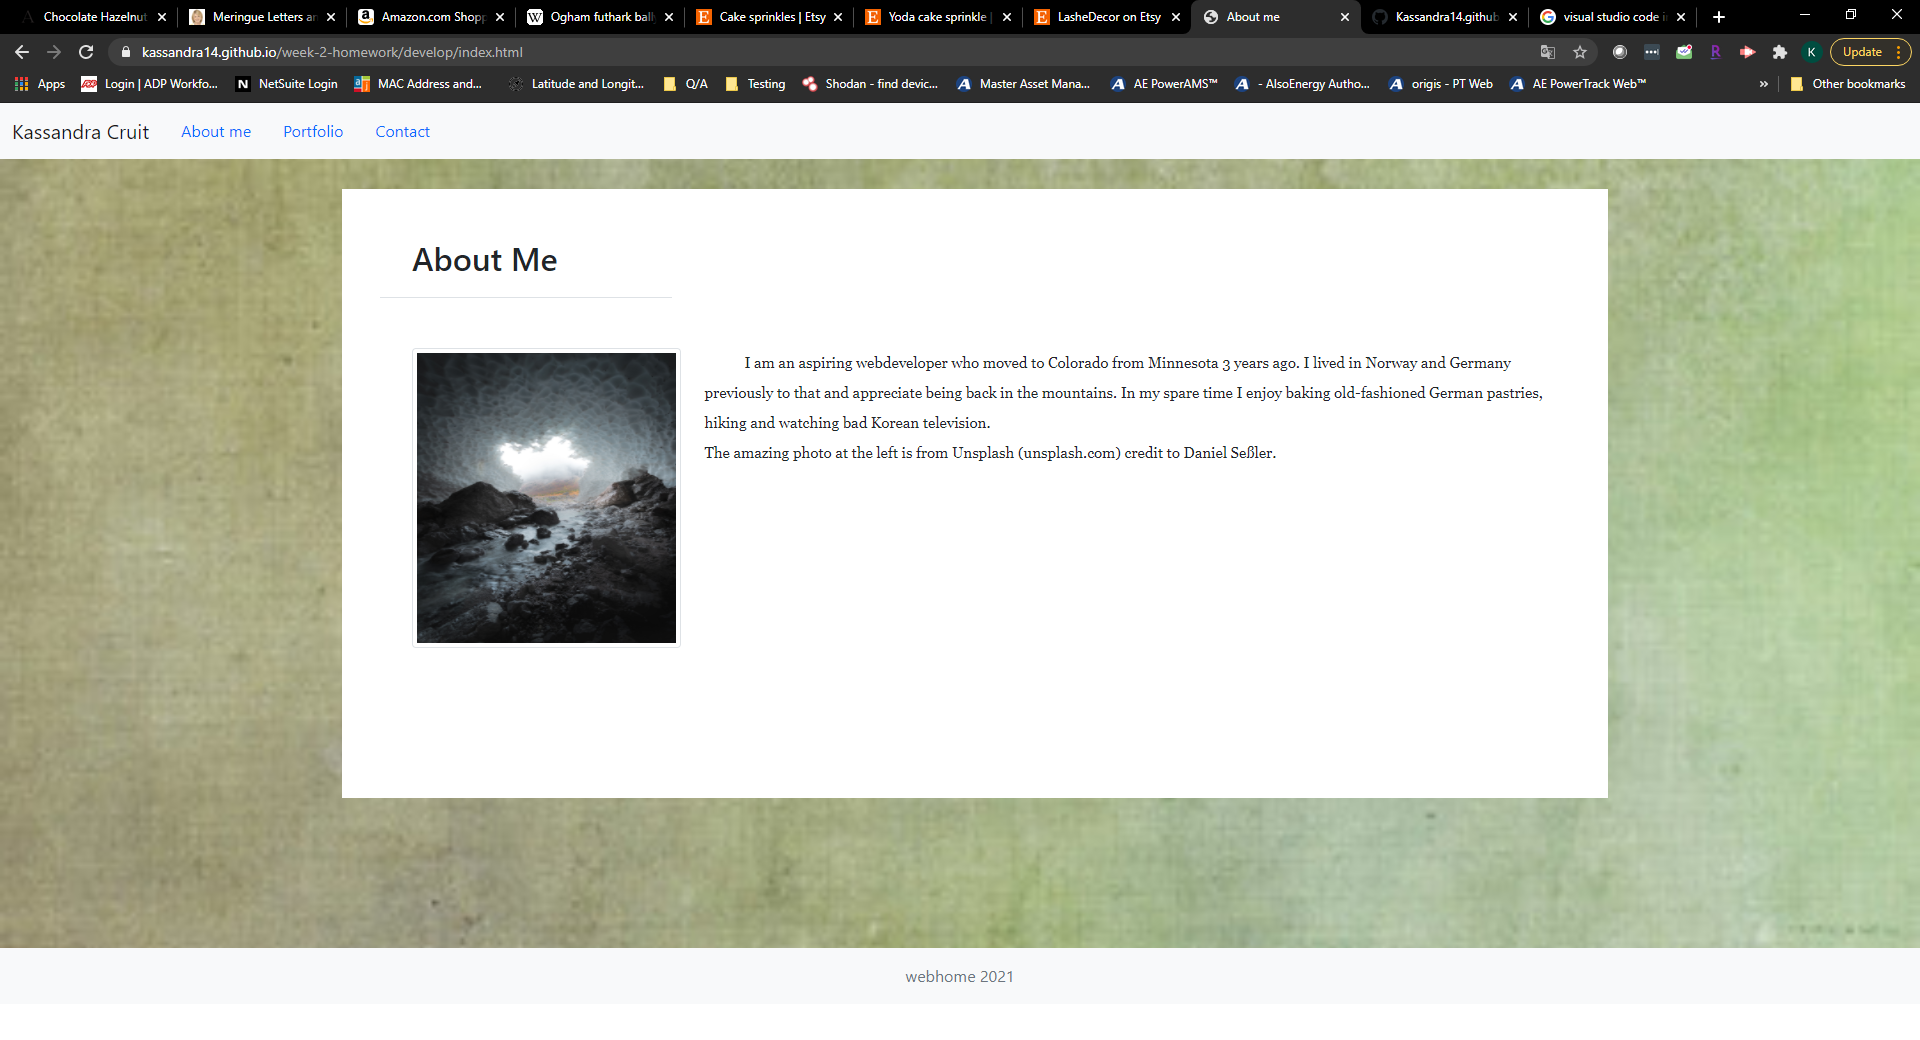 Chocolate Hazelnut
Meringue Letters an
Amazon.com Shopp
Ogham futhark ball
Cake sprinkles | Etsy
Yoda cake sprinkle |
LasheDecor on Etsy
About me
Kassandra14.github
visual studio code i
kassandra14.github.io/week-2-homework/develop/index.html
K
Update
Apps
Login | ADP Workfo...
NetSuite Login
MAC Address and...
Latitude and Longit...
Q/A
Testing
Shodan - find devic...
Master Asset Mana...
AE PowerAMS™
- AlsoEnergy Autho...
origis - PT Web
AE PowerTrack Web™
»
Other bookmarks
Kassandra Cruit
About me
Portfolio
Contact
About Me
I am an aspiring webdeveloper who moved to Colorado from Minnesota 3 years ago. I lived in Norway and Germany
previously to that and appreciate being back in the mountains. In my spare time I enjoy baking old-fashioned German pastries,
hiking and watching bad Korean television.
The amazing photo at the left is from Unsplash (unsplash.com) credit to Daniel Seßler.
webhome 2021